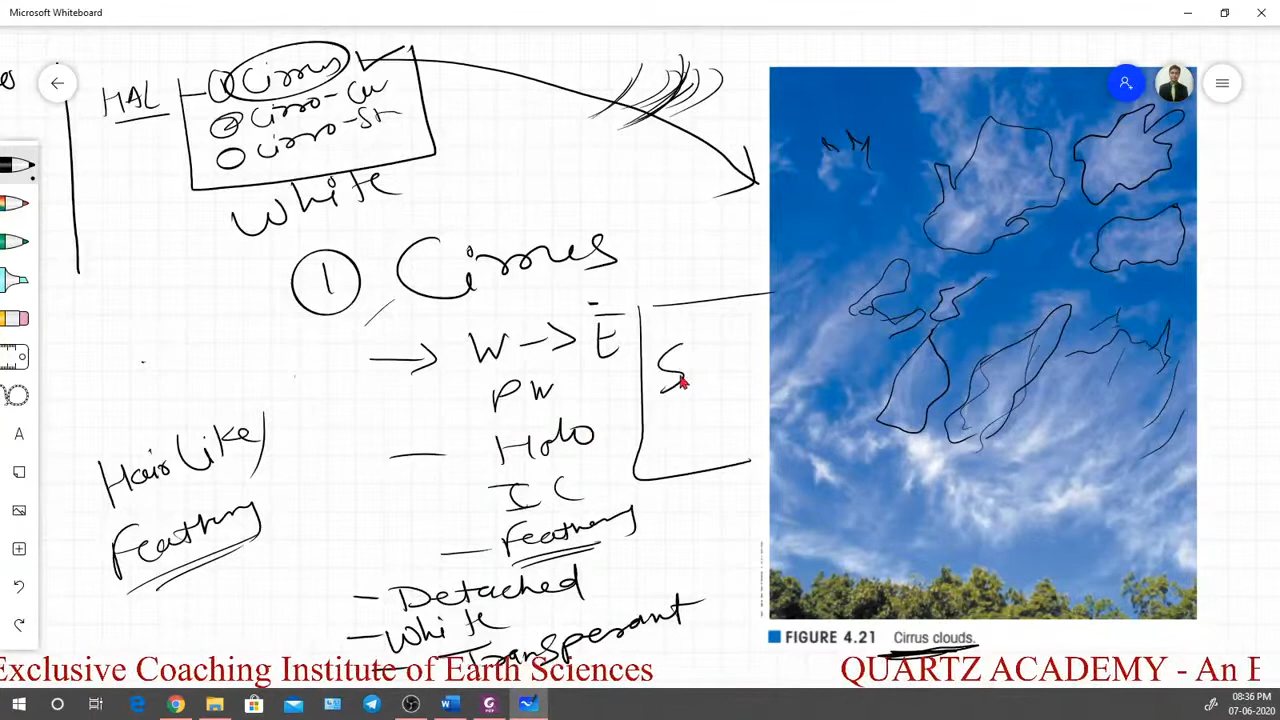 Microsoft Whiteboard
es
HAL
① Cirrus
② Cirro-Cu
Cirro-St
White
① Cirrus
W → E
PW
Halo
IC
Feathery
Detached
White
Transperant
Hair like
Feathery
S
FIGURE 4.21 Cirrus clouds.
Exclusive Coaching Institute of Earth Sciences
QUARTZ ACADEMY - An E
08:36 PM
07-06-2020